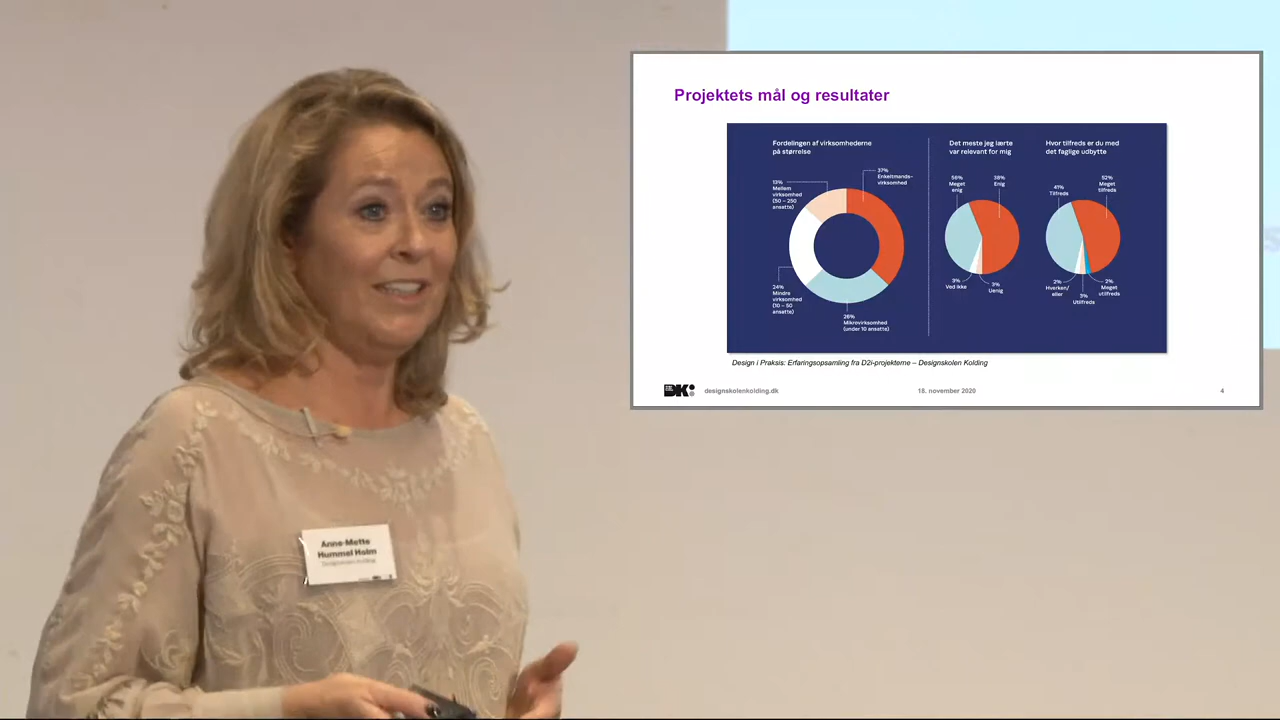 Projektets mål og resultater
Fordelingen af virksomhederne
på størrelse
13%
Mellem
virksomhed
(50 – 250
ansatte)
37%
Enkeltmands-
virksomhed
24%
Mindre
virksomhed
(10 – 50
ansatte)
26%
Mikrovirksomhed
(under 10 ansatte)
Det meste jeg lærte
var relevant for mig
56%
Meget
enig
38%
Enig
3%
Ved ikke
3%
Uenig
Hvor tilfreds er du med
det faglige udbytte
41%
Tilfreds
52%
Meget
tilfreds
2%
Hverken/
eller
3%
Utilfreds
2%
Meget
utilfreds
Design i Praksis: Erfaringsopsamling fra D2i-projekterne – Designskolen Kolding
DK:
designskolenkolding.dk
18. november 2020
4
Anne-Mette
Hummel Holm
Designskolen Kolding